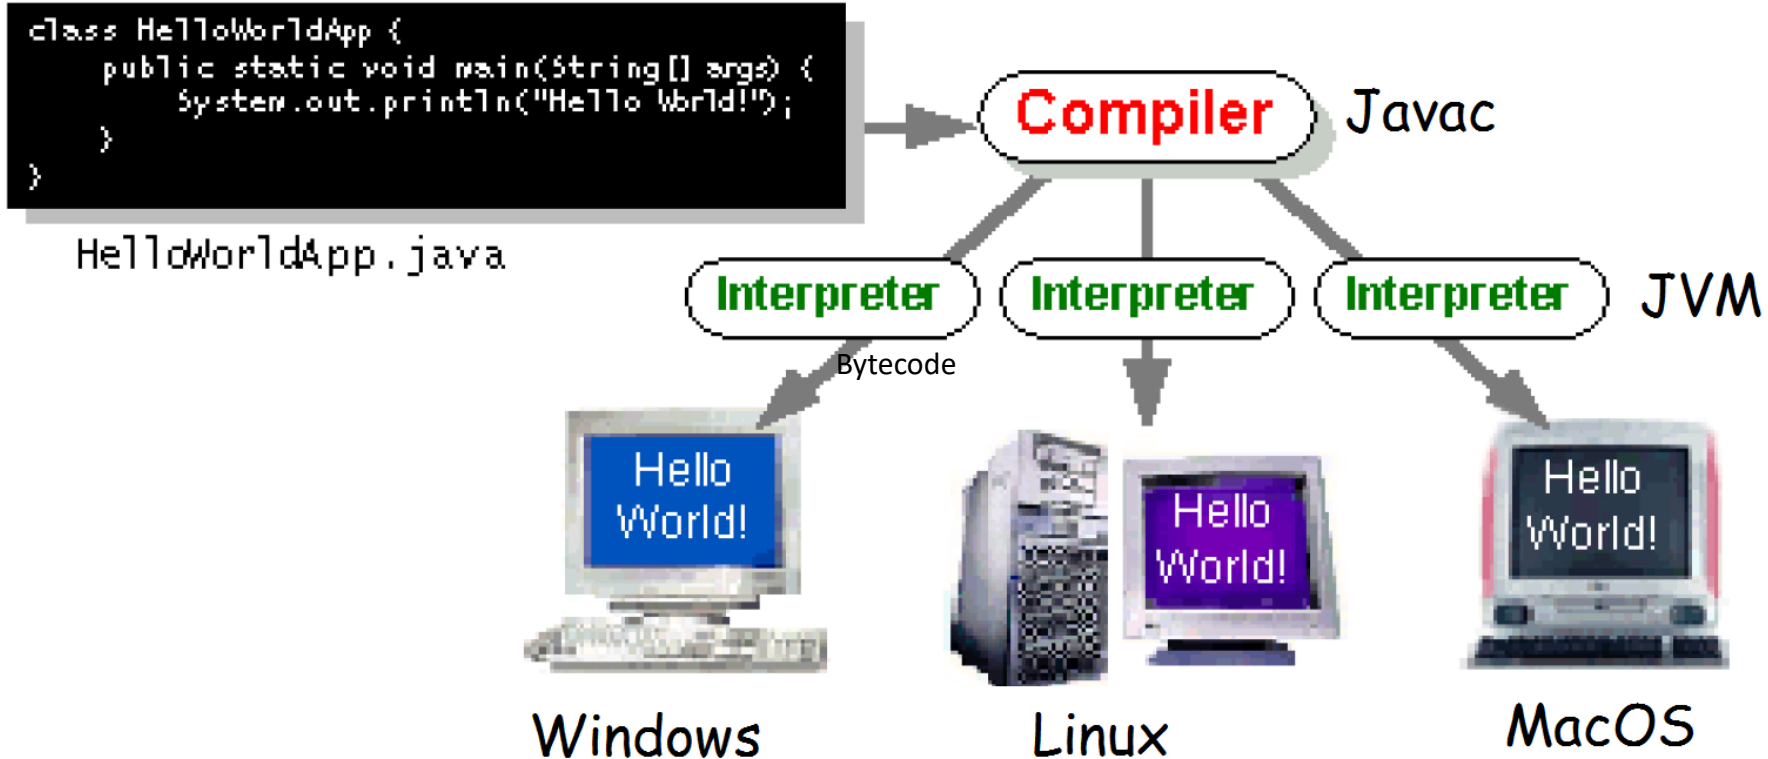 class HelloWorldApp {
public static void main(String[] args) {
System.out.println("Hello World!");
}
}
HelloWorldApp.java
Compiler
Javac
Interpreter
Interpreter
Interpreter
JVM
Bytecode
Hello
World!
Hello
World!
Hello
World!
Windows
Linux
MacOS